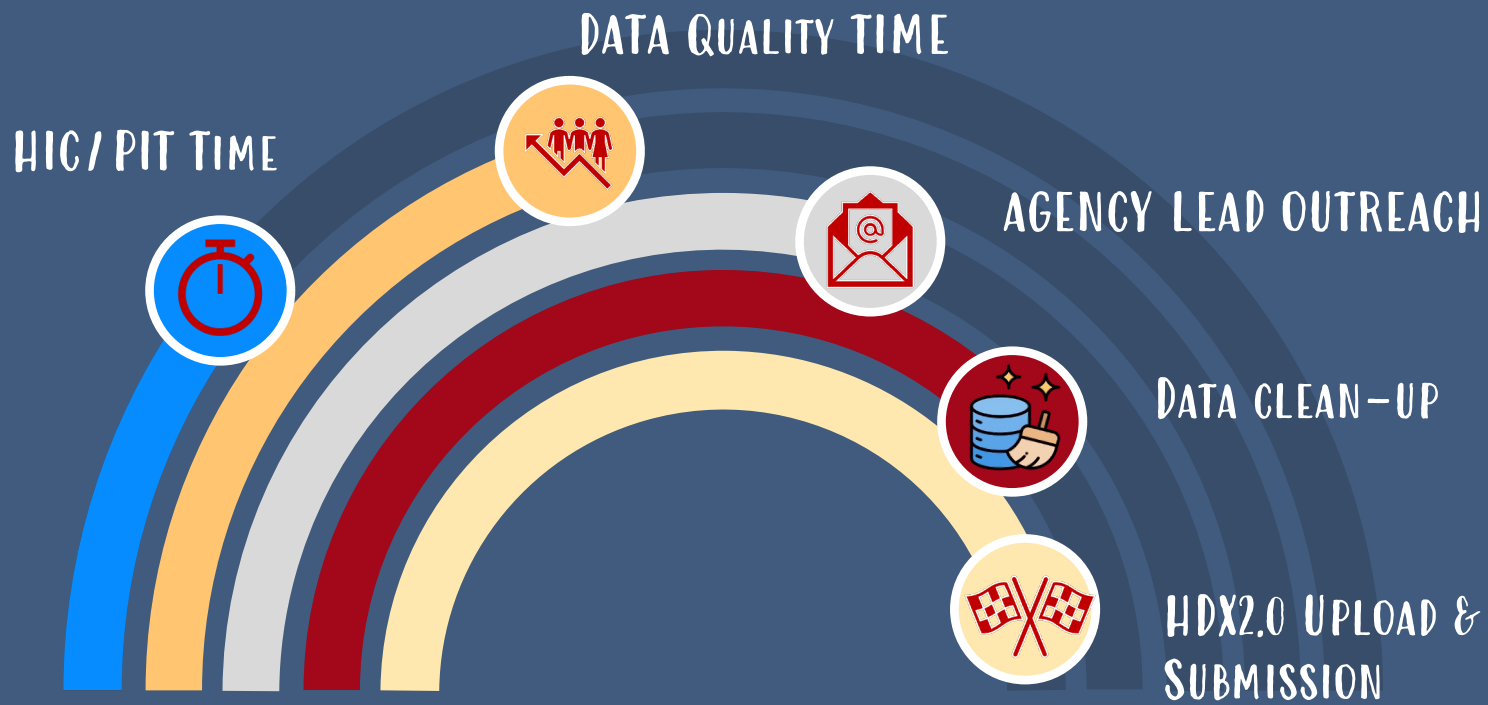 DATA QUALITY TIME
HIC/PIT TIME
@
AGENCY LEAD OUTREACH
DATA CLEAN-UP
HDX2.0 UPLOAD &
SUBMISSION